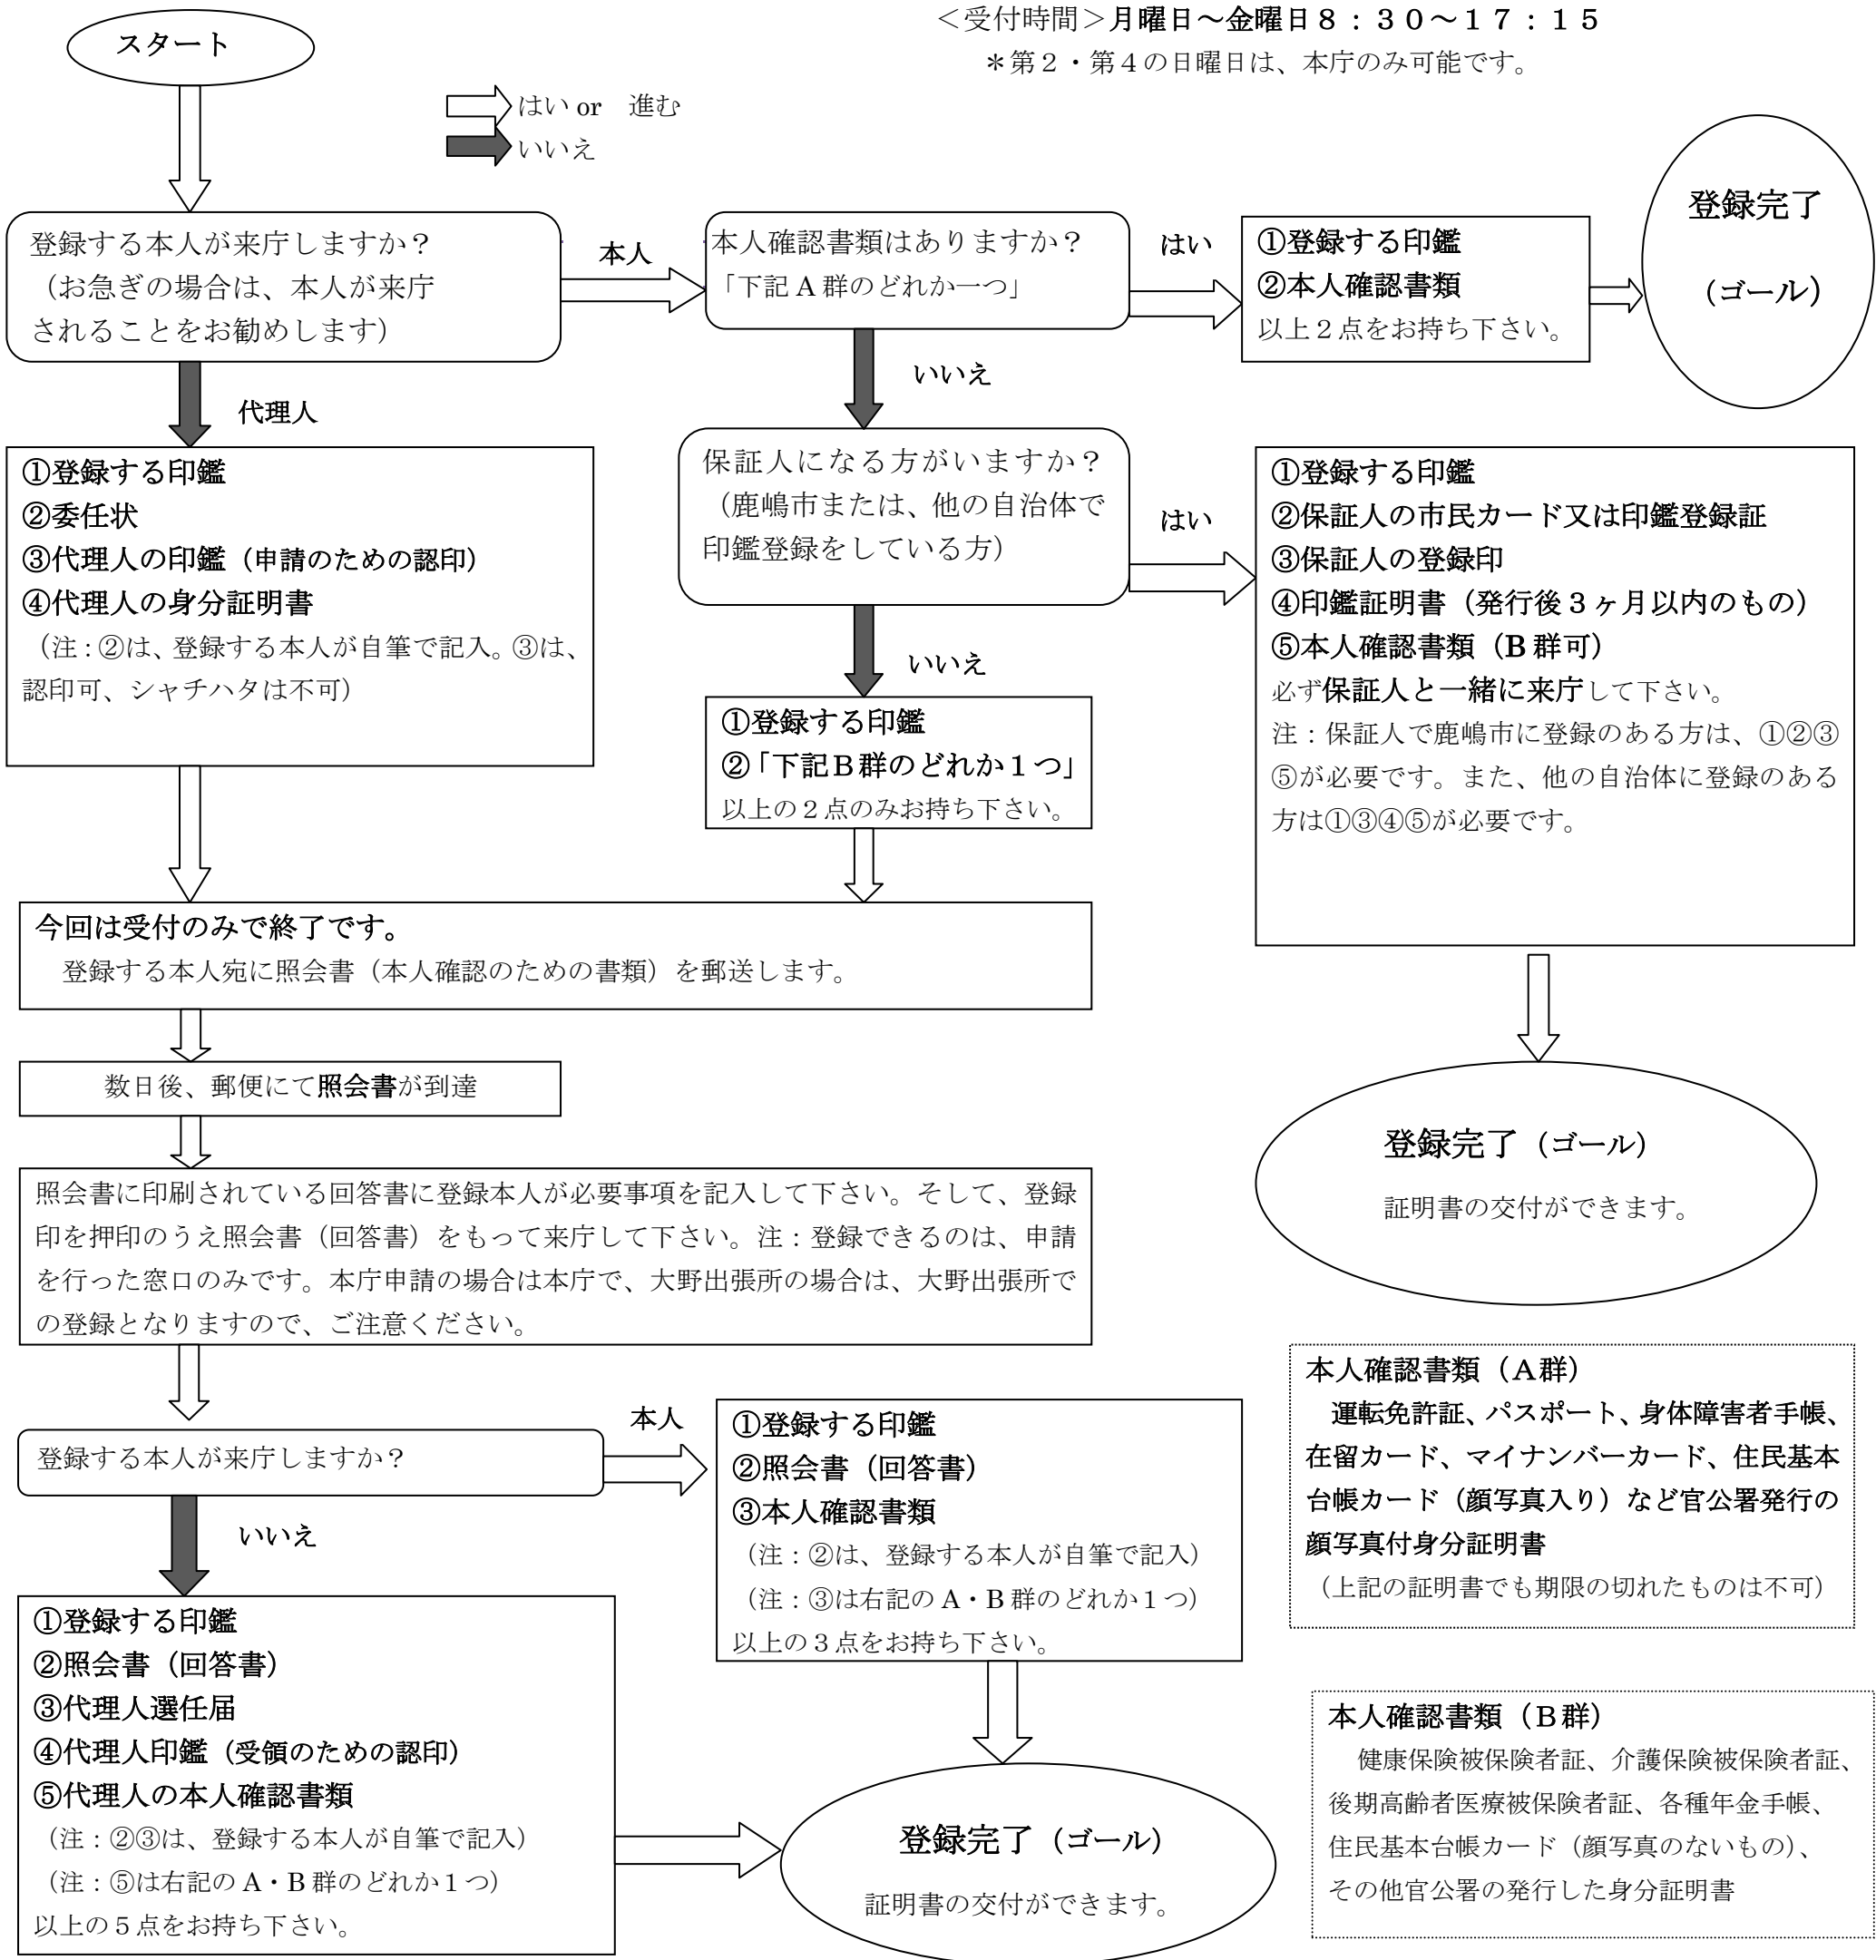 スタート
＜受付時間＞月曜日～金曜日８：３０～１７：１５
＊第２・第４の日曜日は、本庁のみ可能です。
はい or　進む
いいえ
登録する本人が来庁しますか？
（お急ぎの場合は、本人が来庁
されることをお勧めします）
本人
本人確認書類はありますか？
「下記 A 群のどれか一つ」
はい
①登録する印鑑
②本人確認書類
以上２点をお持ち下さい。
登録完了
（ゴール）
いいえ
代理人
①登録する印鑑
②委任状
③代理人の印鑑（申請のための認印）
④代理人の身分証明書
（注：②は、登録する本人が自筆で記入。③は、
認印可、シャチハタは不可）
保証人になる方がいますか？
（鹿嶋市または、他の自治体で
印鑑登録をしている方）
はい
①登録する印鑑
②保証人の市民カード又は印鑑登録証
③保証人の登録印
④印鑑証明書（発行後３ヶ月以内のもの）
⑤本人確認書類（B 群可）
必ず保証人と一緒に来庁して下さい。
注：保証人で鹿嶋市に登録のある方は、①②③
⑤が必要です。また、他の自治体に登録のある
方は①③④⑤が必要です。
いいえ
①登録する印鑑
②「下記Ｂ群のどれか１つ」
以上の２点のみお持ち下さい。
今回は受付のみで終了です。
登録する本人宛に照会書（本人確認のための書類）を郵送します。
数日後、郵便にて照会書が到達
登録完了（ゴール）
証明書の交付ができます。
照会書に印刷されている回答書に登録本人が必要事項を記入して下さい。そして、登録
印を押印のうえ照会書（回答書）をもって来庁して下さい。注：登録できるのは、申請
を行った窓口のみです。本庁申請の場合は本庁で、大野出張所の場合は、大野出張所で
の登録となりますので、ご注意ください。
本人確認書類（Ａ群）
運転免許証、パスポート、身体障害者手帳、
在留カード、マイナンバーカード、住民基本
台帳カード（顔写真入り）など官公署発行の
顔写真付身分証明書
（上記の証明書でも期限の切れたものは不可）
登録する本人が来庁しますか？
本人
①登録する印鑑
②照会書（回答書）
③本人確認書類
（注：②は、登録する本人が自筆で記入）
（注：③は右記の A・B 群のどれか１つ）
以上の３点をお持ち下さい。
いいえ
①登録する印鑑
②照会書（回答書）
③代理人選任届
④代理人印鑑（受領のための認印）
⑤代理人の本人確認書類
（注：②③は、登録する本人が自筆で記入）
（注：⑤は右記の A・B 群のどれか１つ）
以上の５点をお持ち下さい。
登録完了（ゴール）
証明書の交付ができます。
本人確認書類（Ｂ群）
健康保険被保険者証、介護保険被保険者証、
後期高齢者医療被保険者証、各種年金手帳、
住民基本台帳カード（顔写真のないもの）、
その他官公署の発行した身分証明書